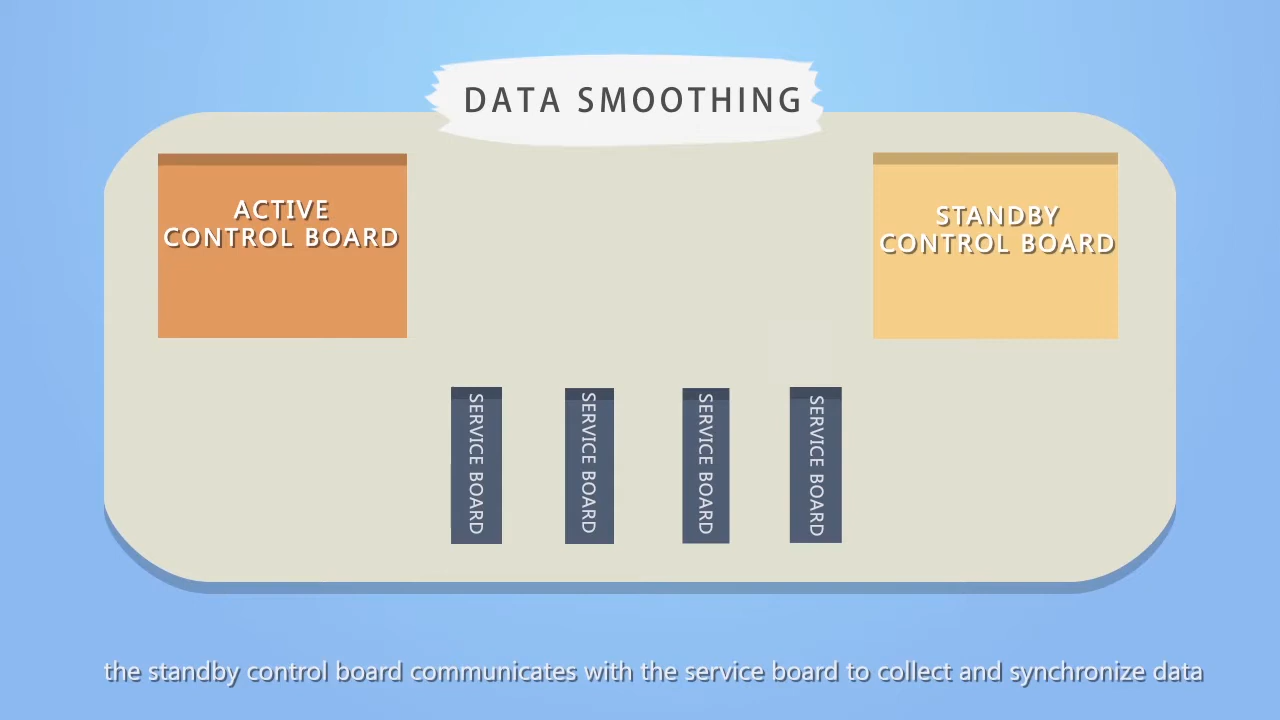 DATA SMOOTHING
ACTIVE
CONTROL BOARD
STANDBY
CONTROL BOARD
SERVICE BOARD
SERVICE BOARD
SERVICE BOARD
SERVICE BOARD
the standby control board communicates with the service board to collect and synchronize data